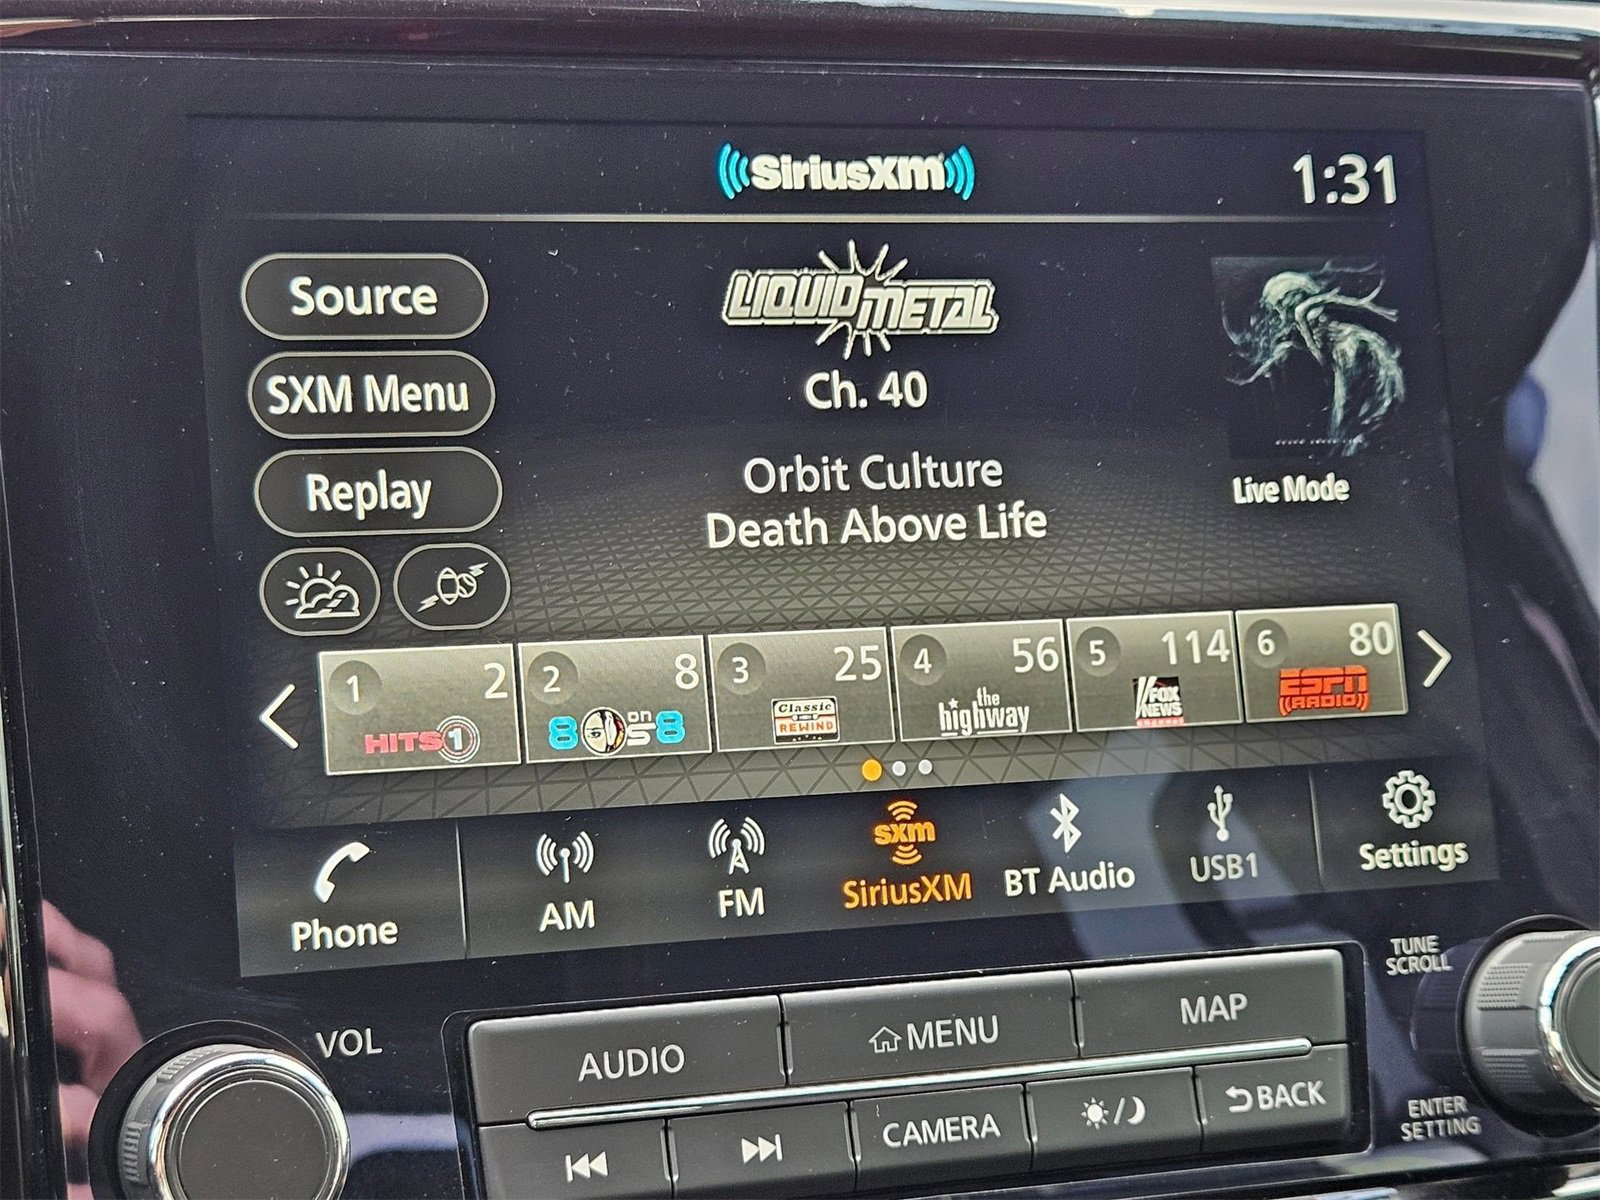 SiriusXM
1:31
Source
LIQUID METAL
SXM Menu
Ch. 40
Replay
Orbit Culture
Death Above Life
Live Mode
1 2 HITS 1
2 8 80s on 8
3 25 Classic REWIND
4 56 the highway
5 114 FOX NEWS channel
6 80 ESPN RADIO
Phone
AM
FM
sxm
SiriusXM
BT Audio
USB1
Settings
TUNE
SCROLL
VOL
AUDIO
MENU
MAP
CAMERA
BACK
ENTER
SETTING